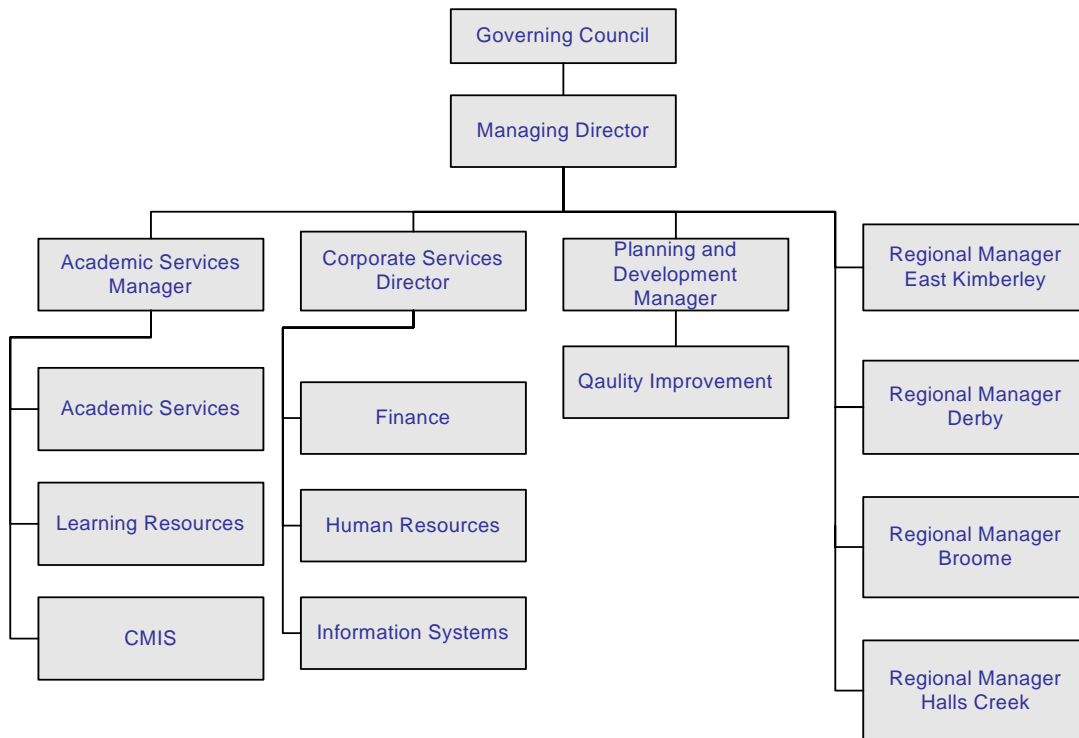 Governing Council
Managing Director
Academic Services
Manager
Corporate Services
Director
Planning and
Development
Manager
Regional Manager
East Kimberley
Academic Services
Finance
Qaulity Improvement
Regional Manager
Derby
Learning Resources
Human Resources
Regional Manager
Broome
CMIS
Information Systems
Regional Manager
Halls Creek